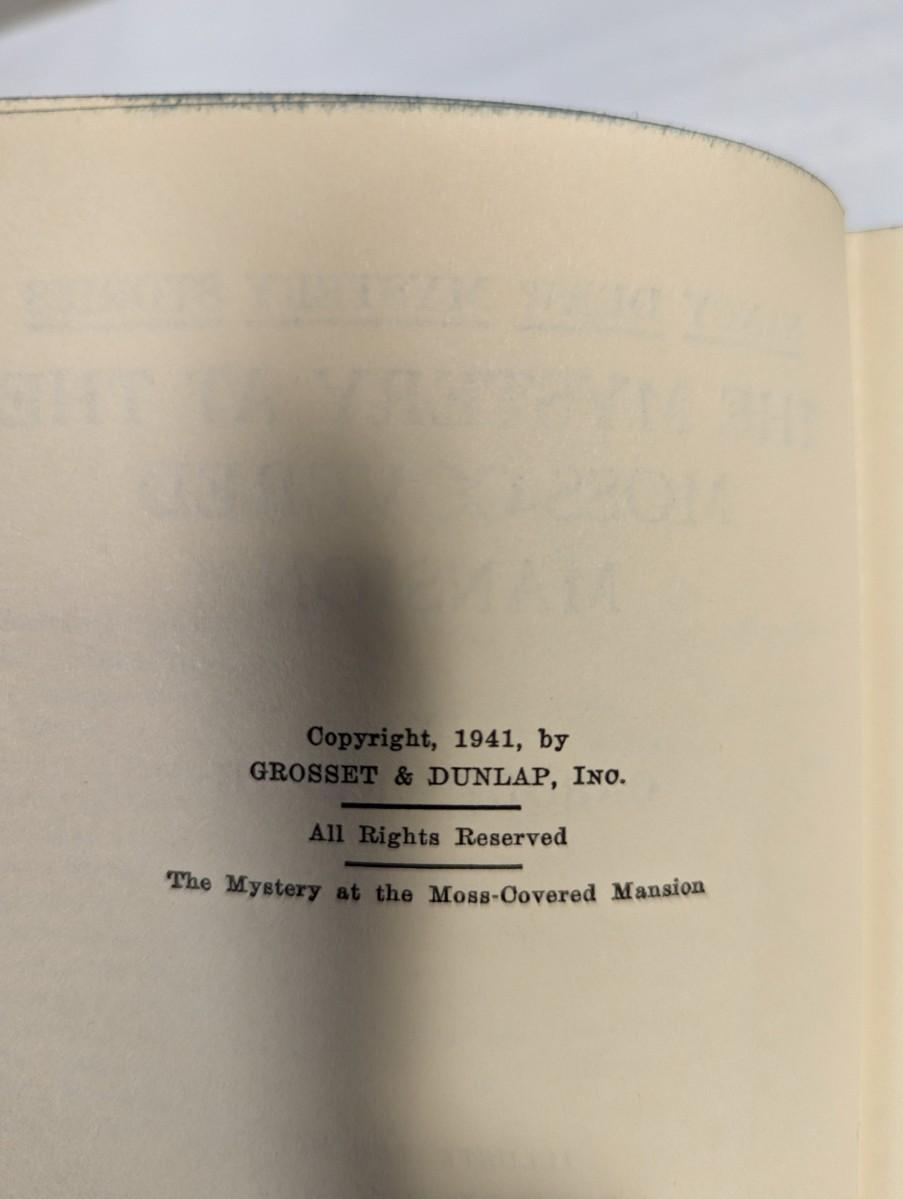 Copyright, 1941, by
GROSSET & DUNLAP, INC.
All Rights Reserved
The Mystery at the Moss-Covered Mansion